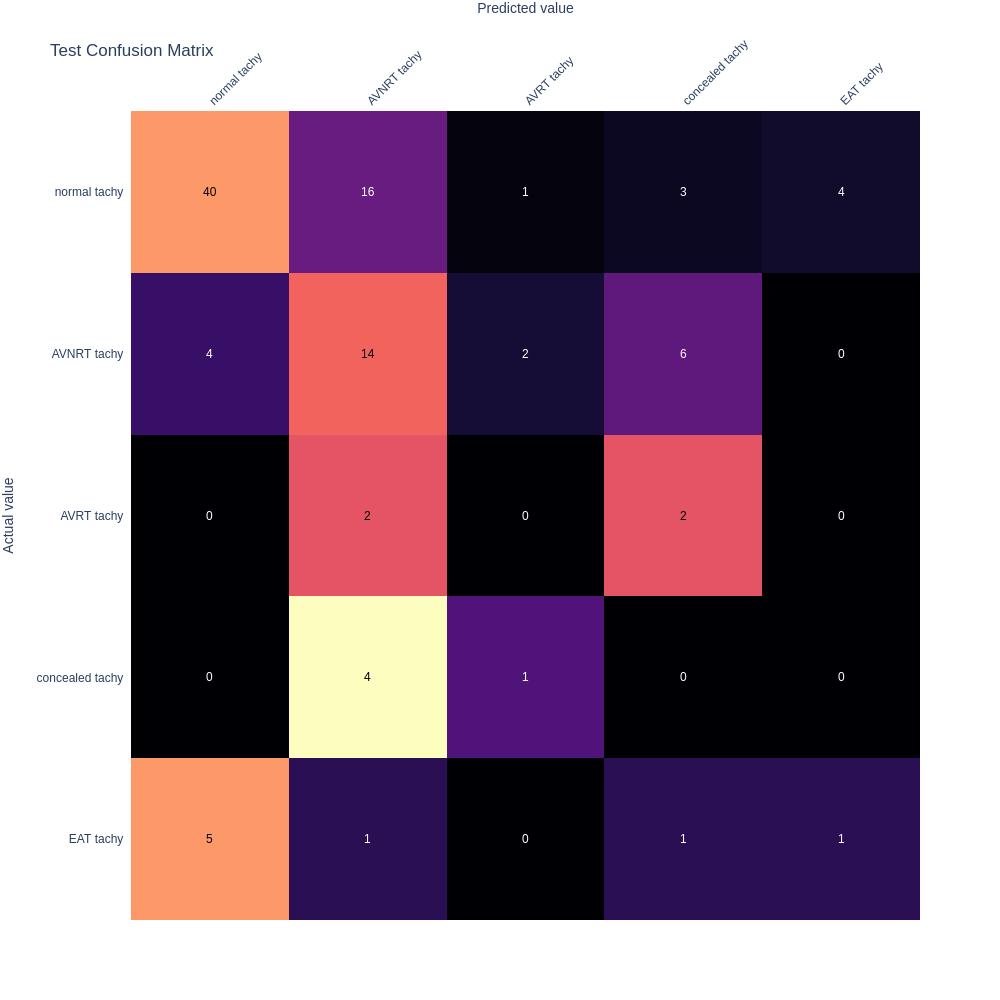 Predicted value
Test Confusion Matrix
normal tachy
AVNRT tachy
AVRT tachy
concealed tachy
EAT tachy
Actual value
normal tachy 40 16 1 3 4
AVNRT tachy 4 14 2 6 0
AVRT tachy 0 2 0 2 0
concealed tachy 0 4 1 0 0
EAT tachy 5 1 0 1 1